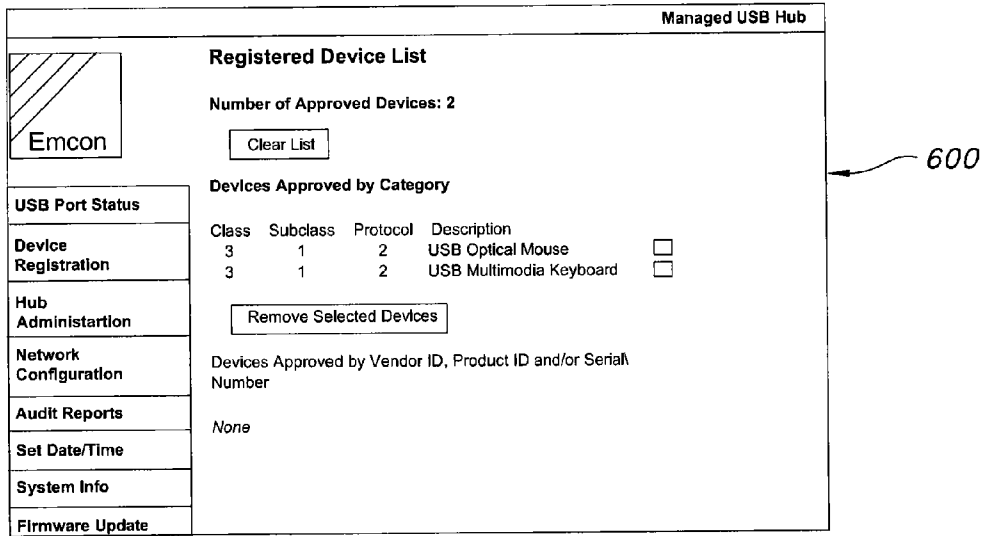 Managed USB Hub
Emcon
USB Port Status
Device
Registration
Hub
Administartion
Network
Configuration
Audit Reports
Set Date/Time
System Info
Firmware Update
Registered Device List
Number of Approved Devices: 2
Clear List
Devices Approved by Category
Class Subclass Protocol Description
3 1 2 USB Optical Mouse
3 1 2 USB Multimodia Keyboard
Remove Selected Devices
Devices Approved by Vendor ID, Product ID and/or Serial\
Number
None
600